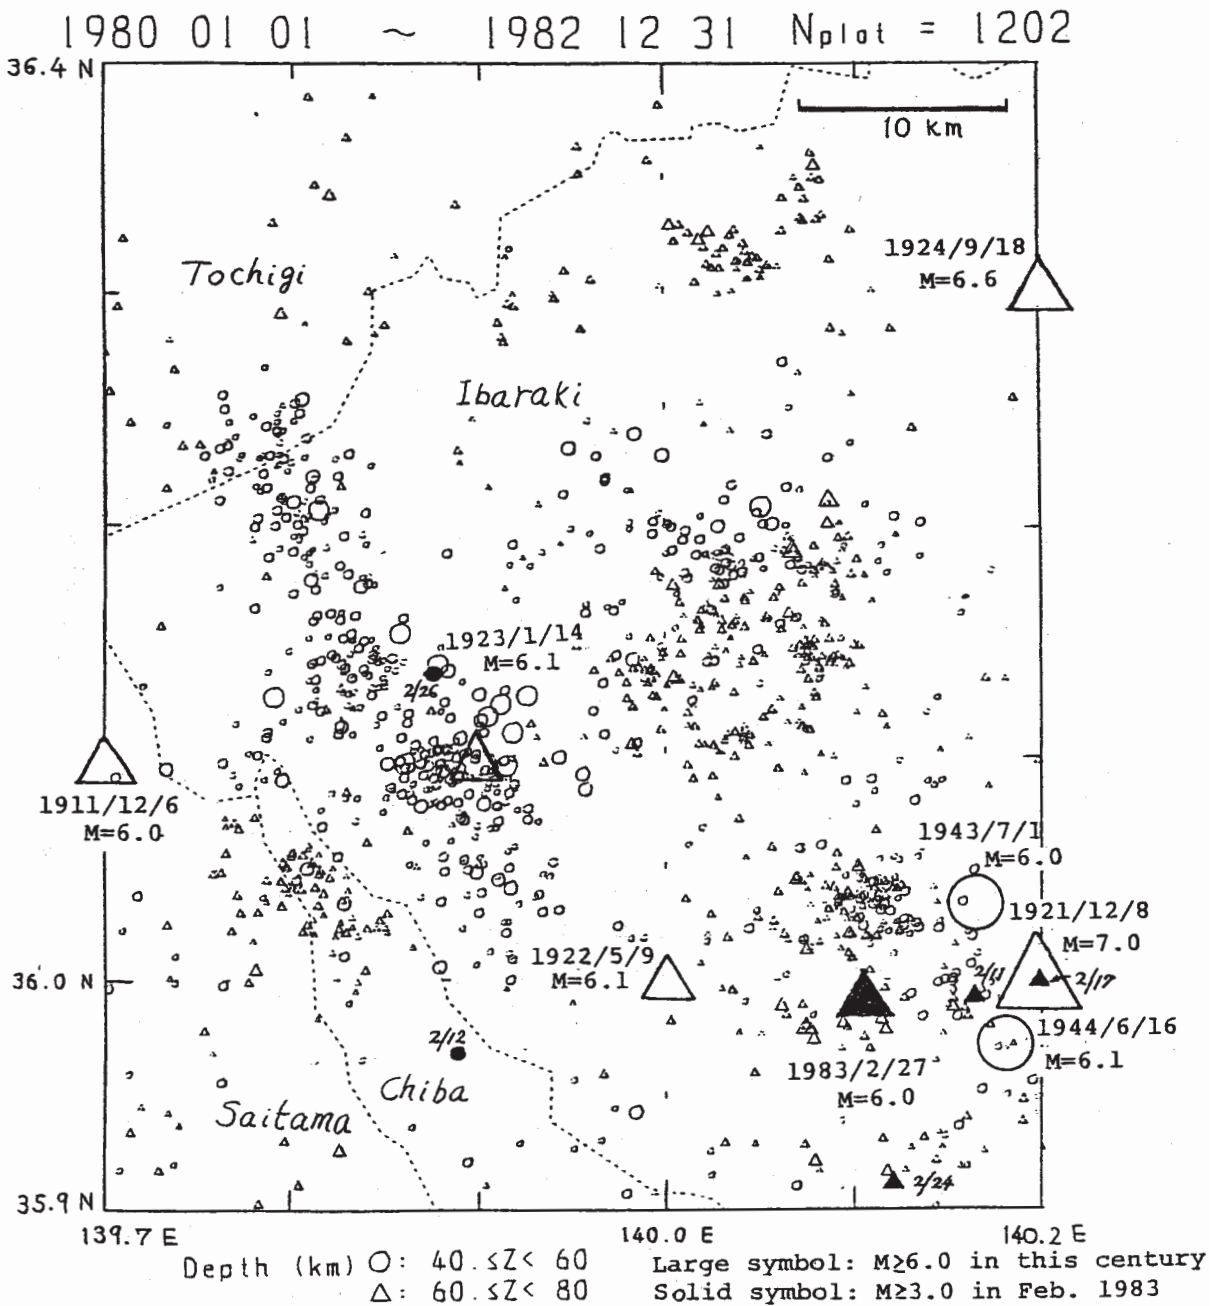 1980 01 01 ~ 1982 12 31 Nplot = 1202
36.4 N
10 km
1924/9/18
M=6.6
Tochigi
Ibaraki
1923/1/14
M=6.1
2/26
1911/12/6
M=6.0
1943/7/1
M=6.0
1921/12/8
M=7.0
1922/5/9
M=6.1
36.0 N
2/11
2/17
1944/6/16
M=6.1
2/12
1983/2/27
M=6.0
Chiba
Saitama
2/24
35.9 N
139.7 E
140.0 E
140.2 E
Depth (km) ○: 40.≤Z< 60
△: 60.≤Z< 80
Large symbol: M≥6.0 in this century
Solid symbol: M≥3.0 in Feb. 1983